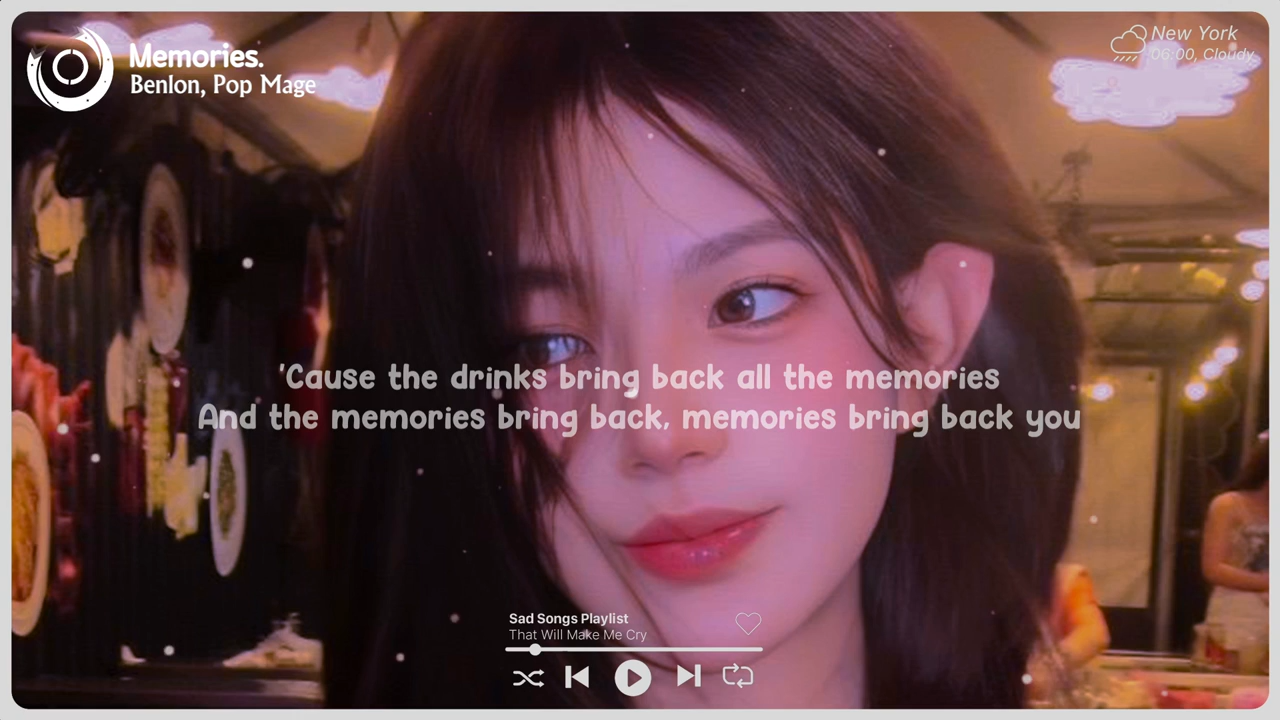 Memories.
Benlon, Pop Mage
New York
06:00, Cloudy
'Cause the drinks bring back all the memories
And the memories bring back, memories bring back you
Sad Songs Playlist
That Will Make Me Cry